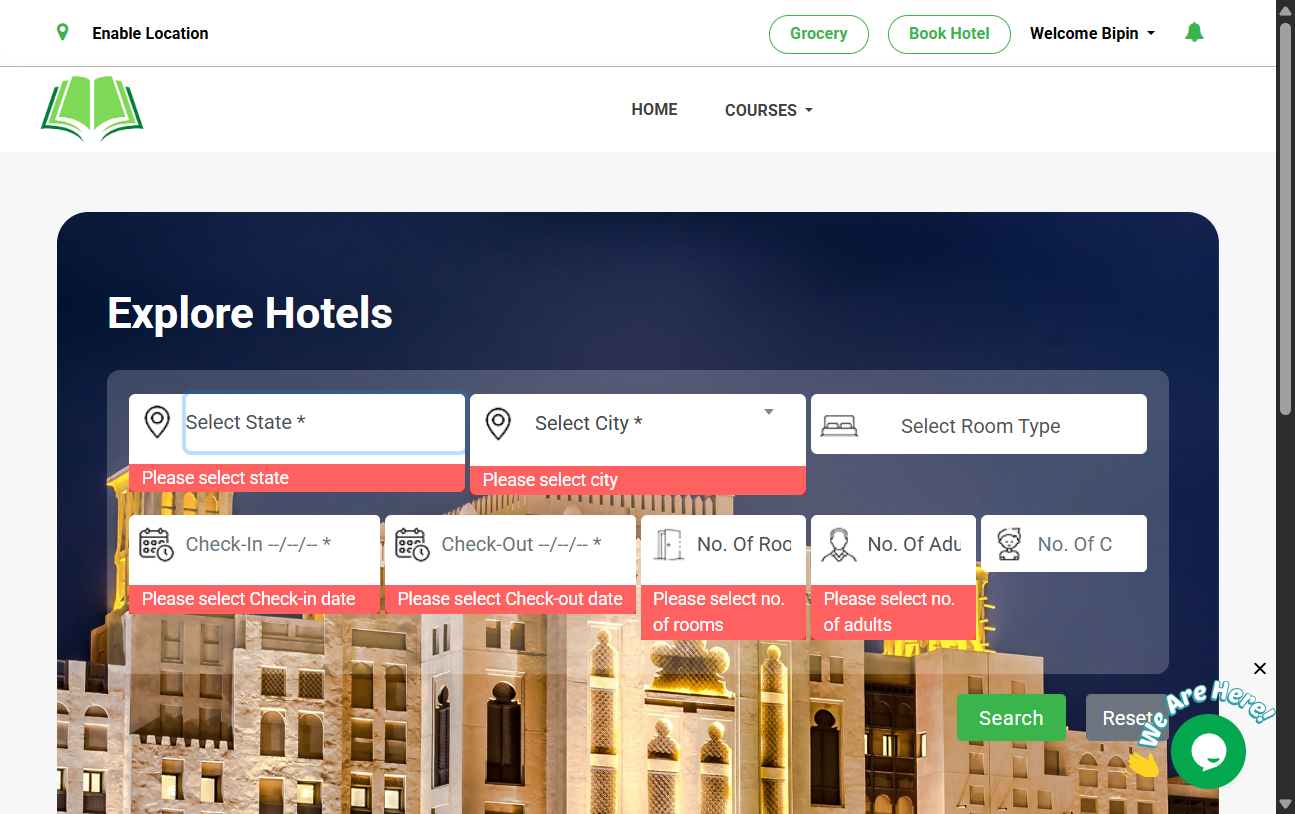 Enable Location
Grocery
Book Hotel
Welcome Bipin
HOME
COURSES
Explore Hotels
Select State *
Select City *
Select Room Type
Please select state
Please select city
Check-In --/--/-- *
Check-Out --/--/-- *
No. Of Roo
No. Of Adu
No. Of C
Please select Check-in date
Please select Check-out date
Please select no.
of rooms
Please select no.
of adults
Search
Reset
We Are Here!